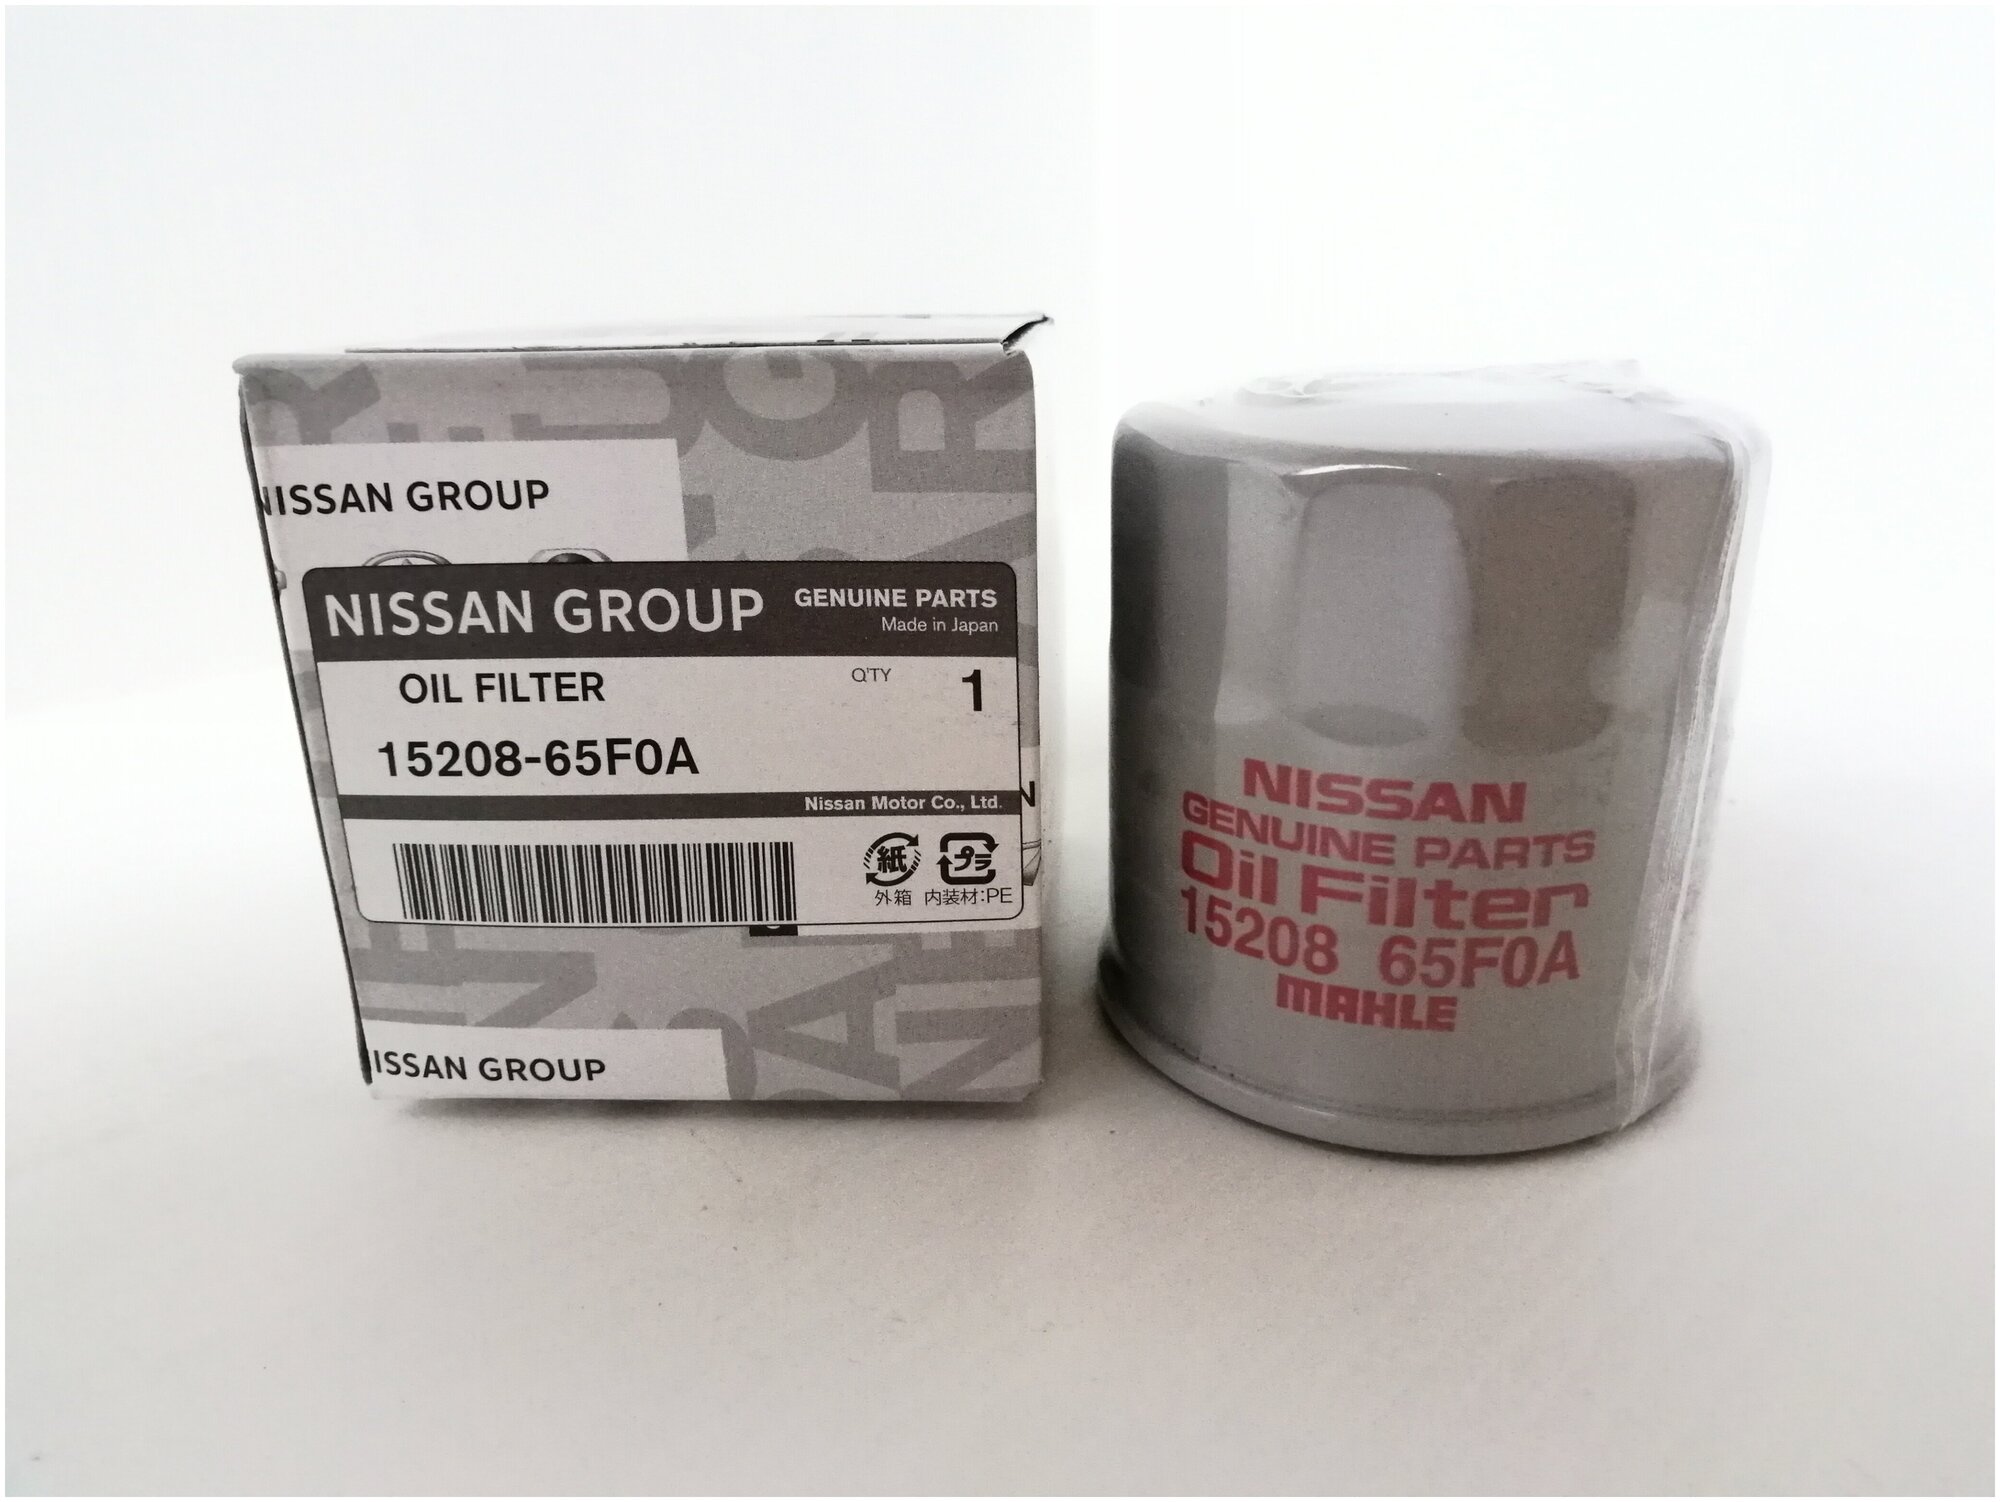 NISSAN GROUP
NISSAN GROUP
GENUINE PARTS
Made in Japan
OIL FILTER
Q'TY
1
15208-65F0A
Nissan Motor Co., Ltd.
紙
プラ
外箱
内装材:PE
NISSAN GROUP
NISSAN
GENUINE PARTS
Oil Filter
15208 65F0A
MAHLE